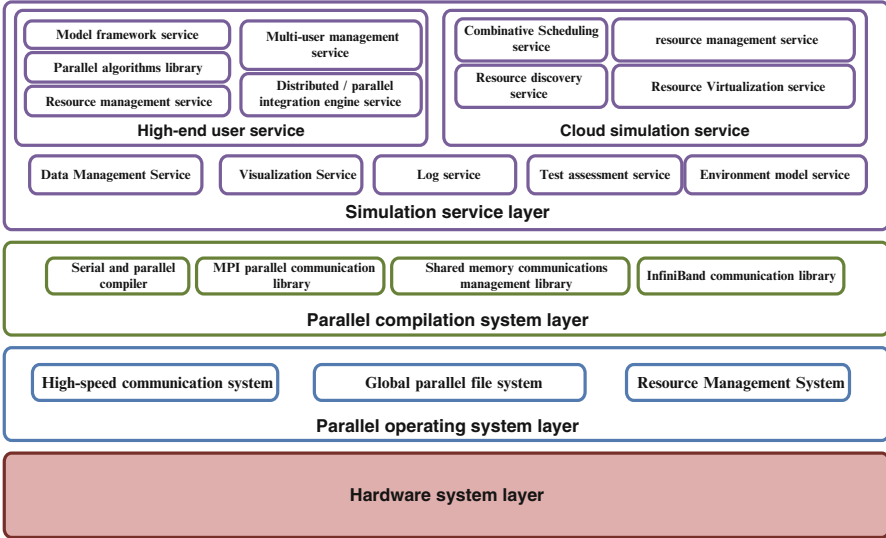 Model framework service
Parallel algorithms library
Resource management service
Multi-user management
service
Distributed / parallel
integration engine service
High-end user service
Combinative Scheduling
service
resource management service
Resource discovery
service
Resource Virtualization service
Cloud simulation service
Data Management Service
Visualization Service
Log service
Test assessment service
Environment model service
Simulation service layer
Serial and parallel
compiler
MPI parallel communication
library
Shared memory communications
management library
InfiniBand communication library
Parallel compilation system layer
High-speed communication system
Global parallel file system
Resource Management System
Parallel operating system layer
Hardware system layer